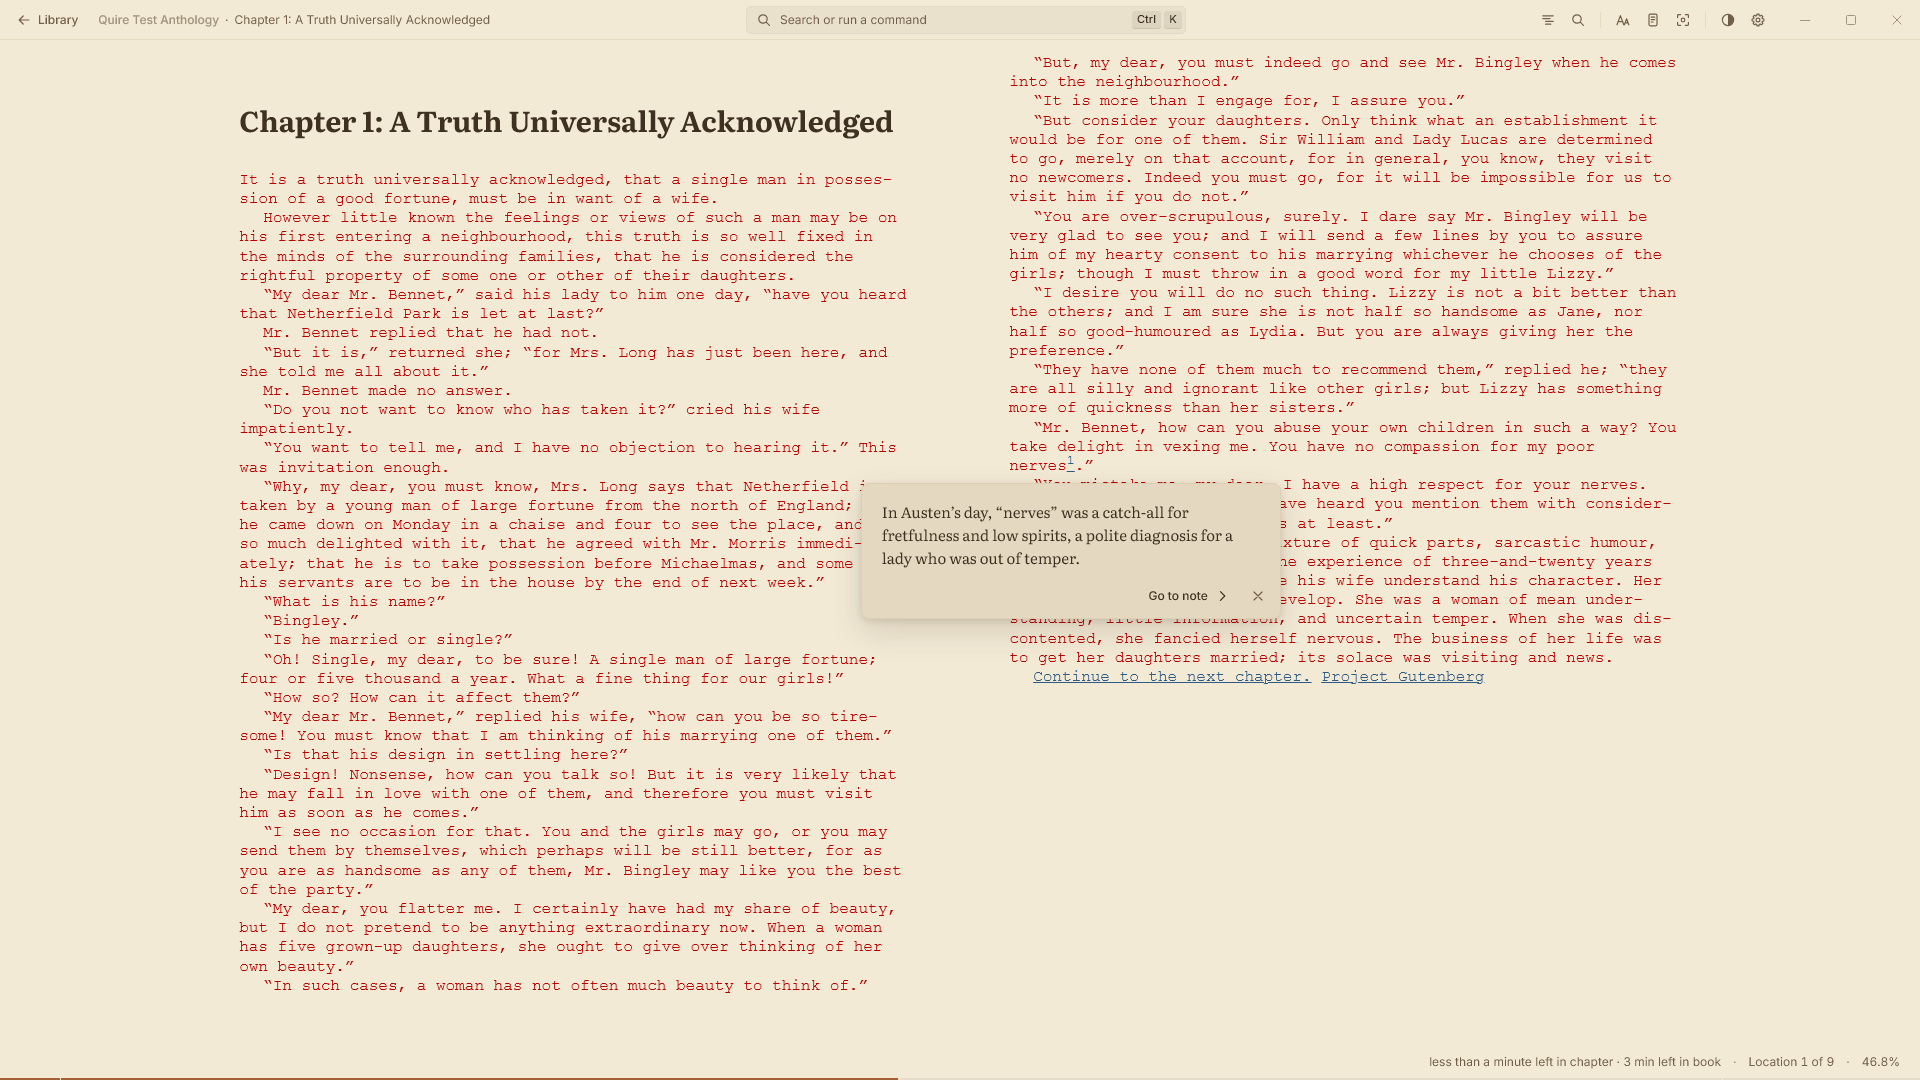 Library
Quire Test Anthology · Chapter 1: A Truth Universally Acknowledged
Search or run a command
Ctrl K
Chapter 1: A Truth Universally Acknowledged
It is a truth universally acknowledged, that a single man in posses-
sion of a good fortune, must be in want of a wife.
However little known the feelings or views of such a man may be on
his first entering a neighbourhood, this truth is so well fixed in
the minds of the surrounding families, that he is considered the
rightful property of some one or other of their daughters.
“My dear Mr. Bennet,” said his lady to him one day, “have you heard
that Netherfield Park is let at last?”
Mr. Bennet replied that he had not.
“But it is,” returned she; “for Mrs. Long has just been here, and
she told me all about it.”
Mr. Bennet made no answer.
“Do you not want to know who has taken it?” cried his wife
impatiently.
“You want to tell me, and I have no objection to hearing it.” This
was invitation enough.
“Why, my dear, you must know, Mrs. Long says that Netherfield
taken by a young man of large fortune from the north of England;
he came down on Monday in a chaise and four to see the place, and
so much delighted with it, that he agreed with Mr. Morris immedi-
ately; that he is to take possession before Michaelmas, and some
his servants are to be in the house by the end of next week.”
“What is his name?”
“Bingley.”
“Is he married or single?”
“Oh! Single, my dear, to be sure! A single man of large fortune;
four or five thousand a year. What a fine thing for our girls!”
“How so? How can it affect them?”
“My dear Mr. Bennet,” replied his wife, “how can you be so tire-
some! You must know that I am thinking of his marrying one of them.”
“Is that his design in settling here?”
“Design! Nonsense, how can you talk so! But it is very likely that
he may fall in love with one of them, and therefore you must visit
him as soon as he comes.”
“I see no occasion for that. You and the girls may go, or you may
send them by themselves, which perhaps will be still better, for as
you are as handsome as any of them, Mr. Bingley may like you the best
of the party.”
“My dear, you flatter me. I certainly have had my share of beauty,
but I do not pretend to be anything extraordinary now. When a woman
has five grown-up daughters, she ought to give over thinking of her
own beauty.”
“In such cases, a woman has not often much beauty to think of.”
“But, my dear, you must indeed go and see Mr. Bingley when he comes
into the neighbourhood.”
“It is more than I engage for, I assure you.”
“But consider your daughters. Only think what an establishment it
would be for one of them. Sir William and Lady Lucas are determined
to go, merely on that account, for in general, you know, they visit
no newcomers. Indeed you must go, for it will be impossible for us to
visit him if you do not.”
“You are over-scrupulous, surely. I dare say Mr. Bingley will be
very glad to see you; and I will send a few lines by you to assure
him of my hearty consent to his marrying whichever he chooses of the
girls; though I must throw in a good word for my little Lizzy.”
“I desire you will do no such thing. Lizzy is not a bit better than
the others; and I am sure she is not half so handsome as Jane, nor
half so good-humoured as Lydia. But you are always giving her the
preference.”
“They have none of them much to recommend them,” replied he; “they
are all silly and ignorant like other girls; but Lizzy has something
more of quickness than her sisters.”
“Mr. Bennet, how can you abuse your own children in such a way? You
take delight in vexing me. You have no compassion for my poor
nerves1.”
“You mistake me, my dear. I have a high respect for your nerves.
ave heard you mention them with consider-
s at least.”
xture of quick parts, sarcastic humour,
he experience of three-and-twenty years
e his wife understand his character. Her
evelop. She was a woman of mean under-
standing, little information, and uncertain temper. When she was dis-
contented, she fancied herself nervous. The business of her life was
to get her daughters married; its solace was visiting and news.
Continue to the next chapter. Project Gutenberg
In Austen’s day, “nerves” was a catch-all for
fretfulness and low spirits, a polite diagnosis for a
lady who was out of temper.
Go to note
less than a minute left in chapter · 3 min left in book · Location 1 of 9 · 46.8%